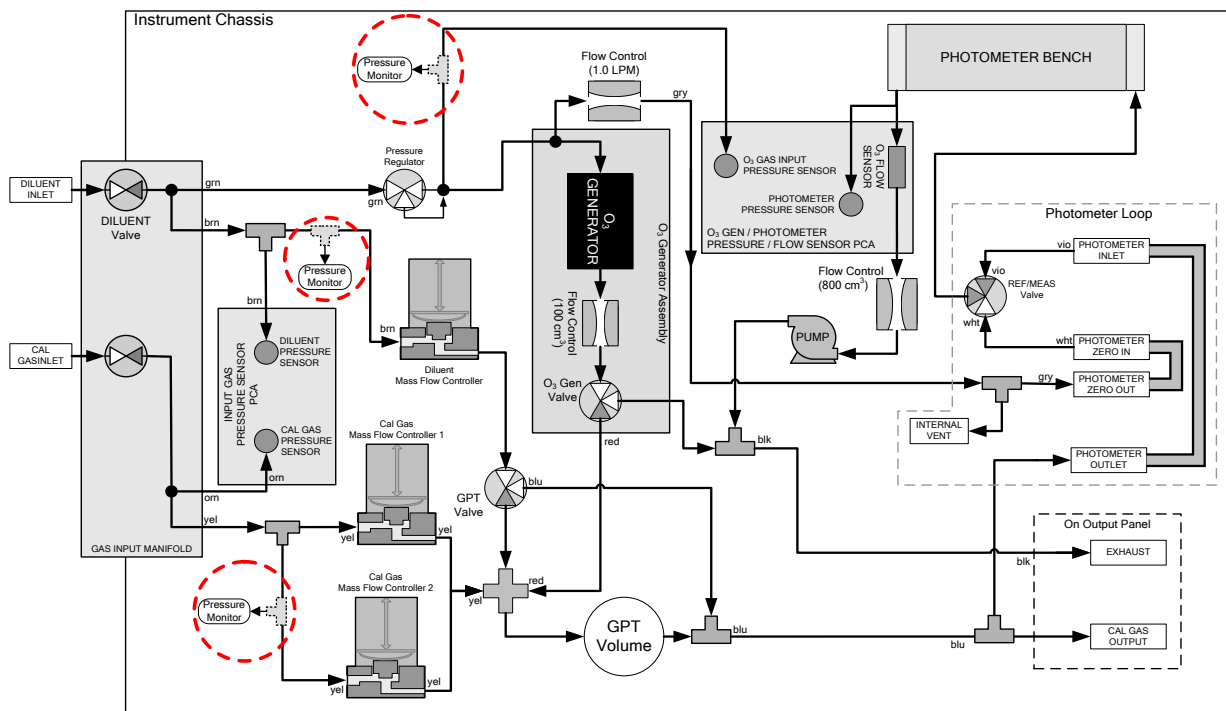 Instrument Chassis
Pressure
Monitor
Flow Control
(1.0 LPM)
gry
PHOTOMETER BENCH
DILUENT
INLET
DILUENT
Valve
grn
Pressure
Regulator
grn
brn
Pressure
Monitor
brn
brn
O₃
GENERATOR
O₃ Generator Assembly
Flow Control
(100 cm³)
O₃ Gen
Valve
red
O₃ GAS INPUT
PRESSURE SENSOR
O₃ FLOW
SENSOR
PHOTOMETER
PRESSURE SENSOR
O₃ GEN / PHOTOMETER
PRESSURE / FLOW SENSOR PCA
Flow Control
(800 cm³)
PUMP
Photometer Loop
vio
PHOTOMETER
INLET
vio
REF/MEAS
Valve
wht
wht
PHOTOMETER
ZERO IN
gry
PHOTOMETER
ZERO OUT
INTERNAL
VENT
PHOTOMETER
OUTLET
CAL
GASINLET
INPUT GAS
PRESSURE SENSOR
PCA
DILUENT
PRESSURE
SENSOR
CAL GAS
PRESSURE
SENSOR
orn
orn
yel
GAS INPUT MANIFOLD
Diluent
Mass Flow Controller
Cal Gas
Mass Flow Controller 1
yel
yel
GPT
Valve
blu
blk
Cal Gas
Mass Flow Controller 2
yel
yel
Pressure
Monitor
yel
red
GPT
Volume
blu
blu
On Output Panel
blk
EXHAUST
CAL GAS
OUTPUT